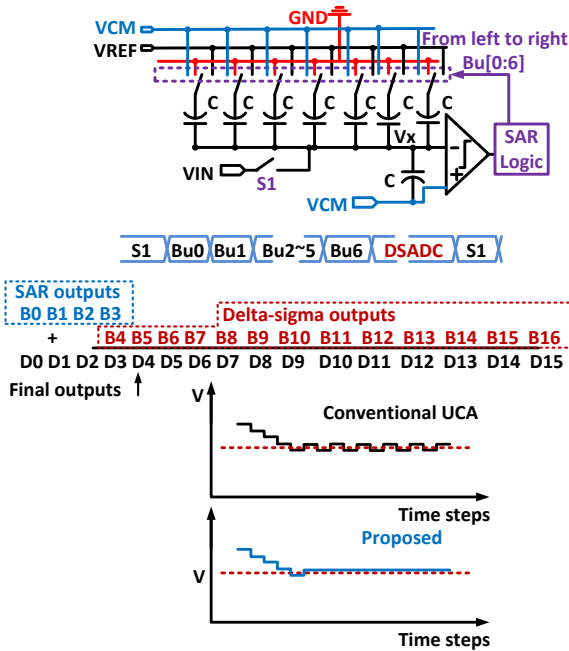 GND
VCM
VREF
From left to right
Bu[0:6]
C C C C C C C
Vx
SAR
Logic
VIN
S1
C
VCM
S1 Bu0 Bu1 Bu2~5 Bu6 DSADC S1
SAR outputs
B0 B1 B2 B3
Delta-sigma outputs
+ B4 B5 B6 B7 B8 B9 B10 B11 B12 B13 B14 B15 B16
D0 D1 D2 D3 D4 D5 D6 D7 D8 D9 D10 D11 D12 D13 D14 D15
Final outputs
V
Conventional UCA
Time steps
Proposed
V
Time steps